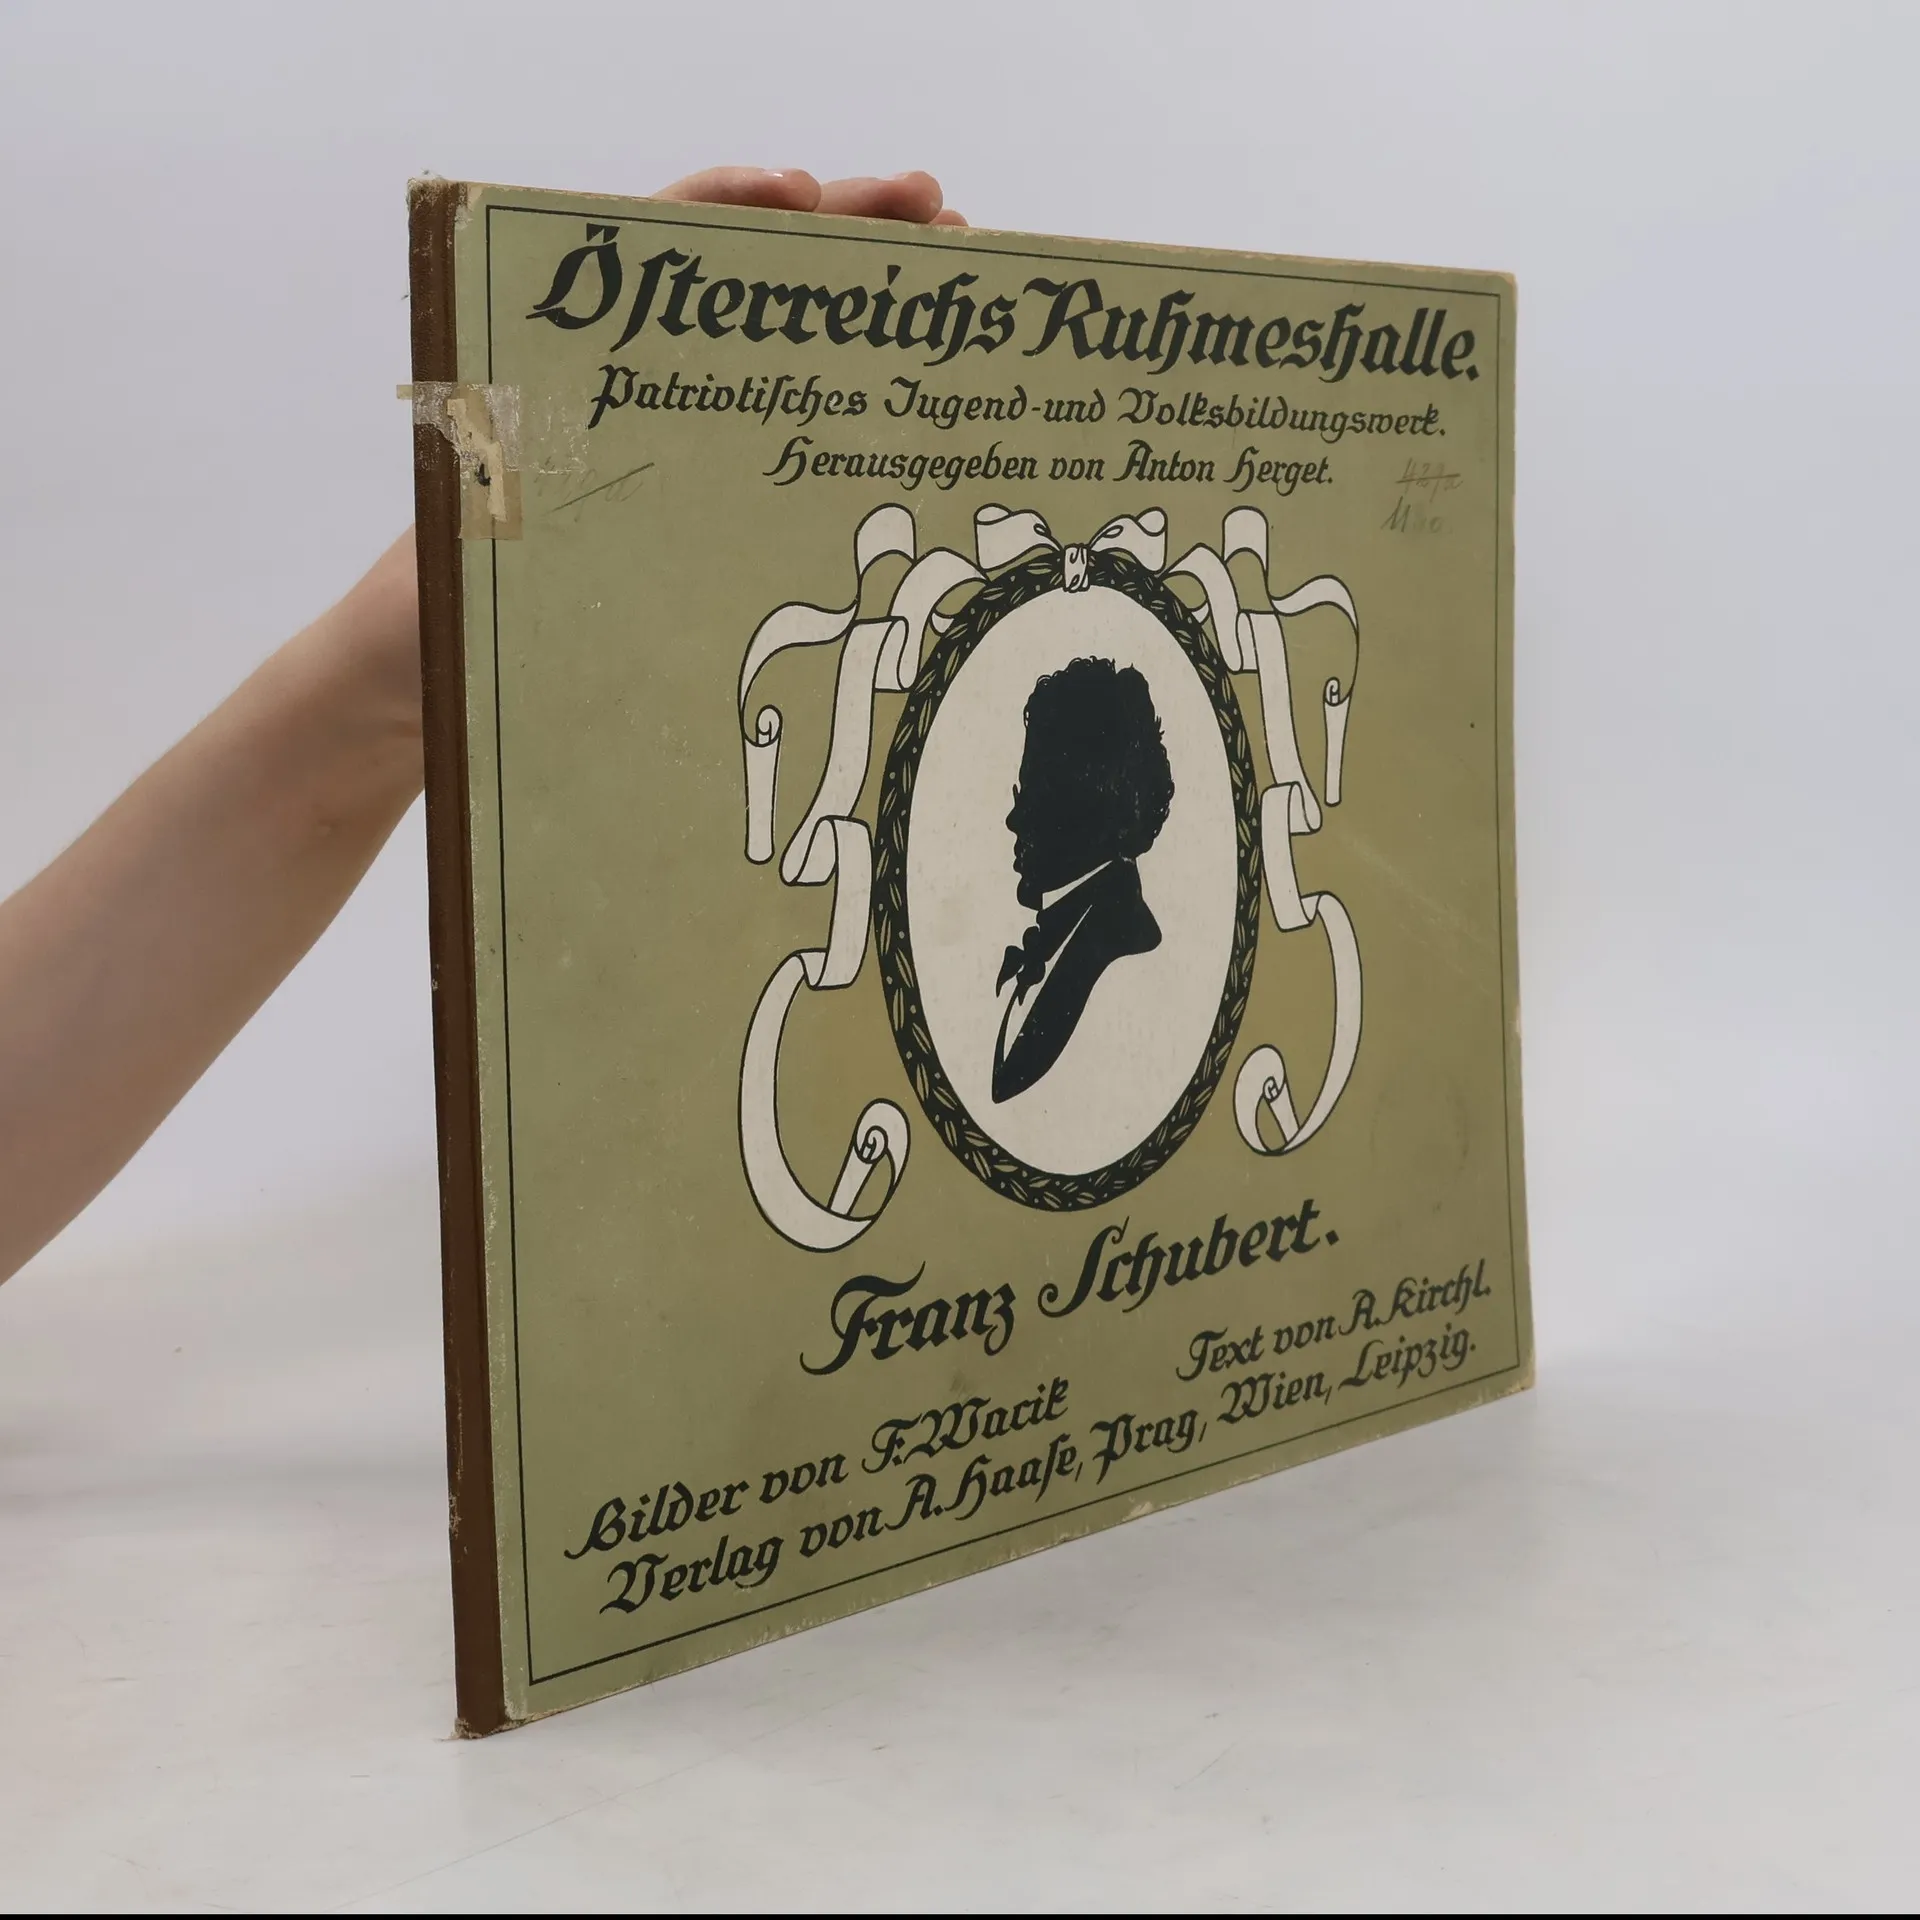 Öſterreichs Ruhmeshalle.
Patriotiſches Jugend-und Volksbildungswerk.
Herausgegeben von Anton Herget.
Franz Schubert.
Bilder von F. Wacik
Text von A. Kirchl.
Verlag von A. Haaſe, Prag, Wien, Leipzig.